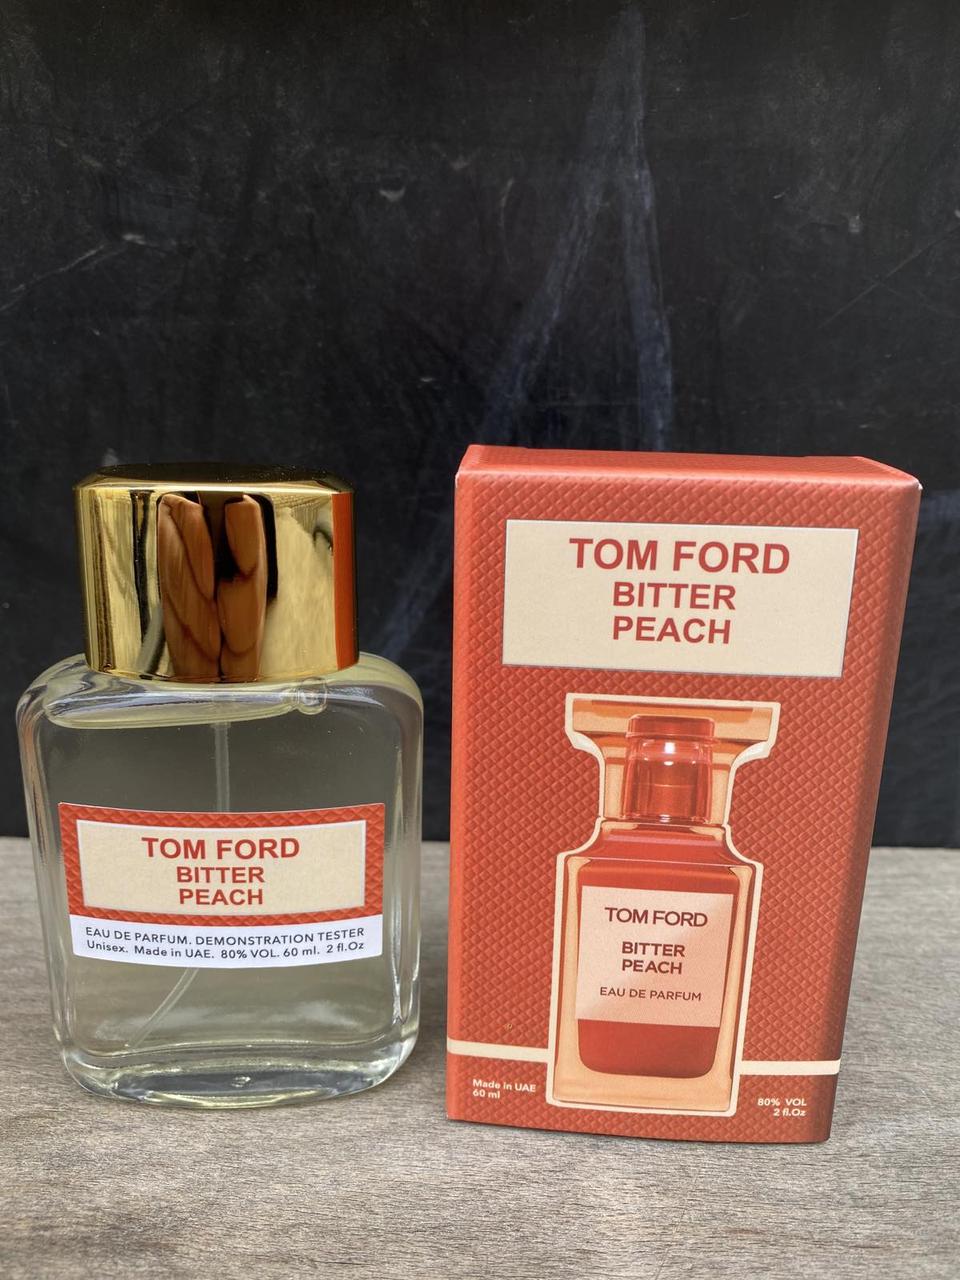 TOM FORD
BITTER
PEACH
EAU DE PARFUM. DEMONSTRATION TESTER
Unisex. Made in UAE. 80% VOL. 60 ml. 2 fl.Oz
TOM FORD
BITTER
PEACH
TOM FORD
BITTER
PEACH
EAU DE PARFUM
Made in UAE
60 ml
80% VOL
2 fl.Oz